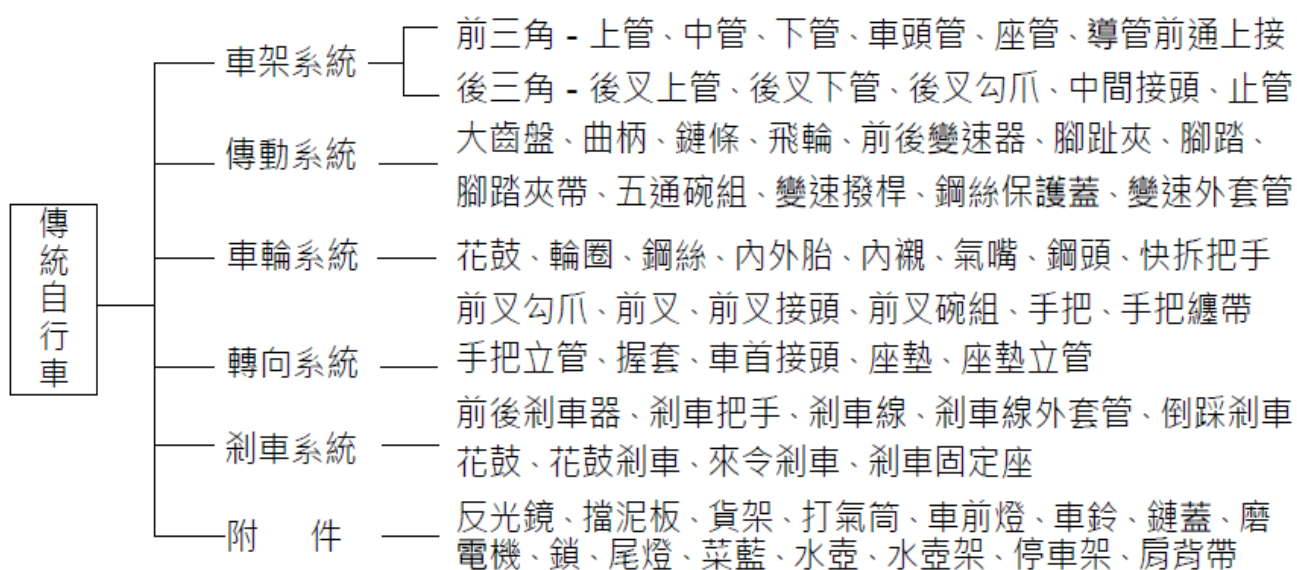 傳統自行車
車架系統
前三角 - 上管、中管、下管、車頭管、座管、導管前通上接
後三角 - 後叉上管、後叉下管、後叉勾爪、中間接頭、止管
傳動系統
大齒盤、曲柄、鏈條、飛輪、前後變速器、腳趾夾、腳踏、
腳踏夾帶、五通碗組、變速撥桿、鋼絲保護蓋、變速外套管
車輪系統
花鼓、輪圈、鋼絲、內外胎、內襯、氣嘴、鋼頭、快拆把手
轉向系統
前叉勾爪、前叉、前叉接頭、前叉碗組、手把、手把纏帶
手把立管、握套、車首接頭、座墊、座墊立管
剎車系統
前後剎車器、剎車把手、剎車線、剎車線外套管、倒踩剎車
花鼓、花鼓剎車、來令剎車、剎車固定座
附 件
反光鏡、擋泥板、貨架、打氣筒、車前燈、車鈴、鏈蓋、磨
電機、鎖、尾燈、菜藍、水壺、水壺架、停車架、肩背帶